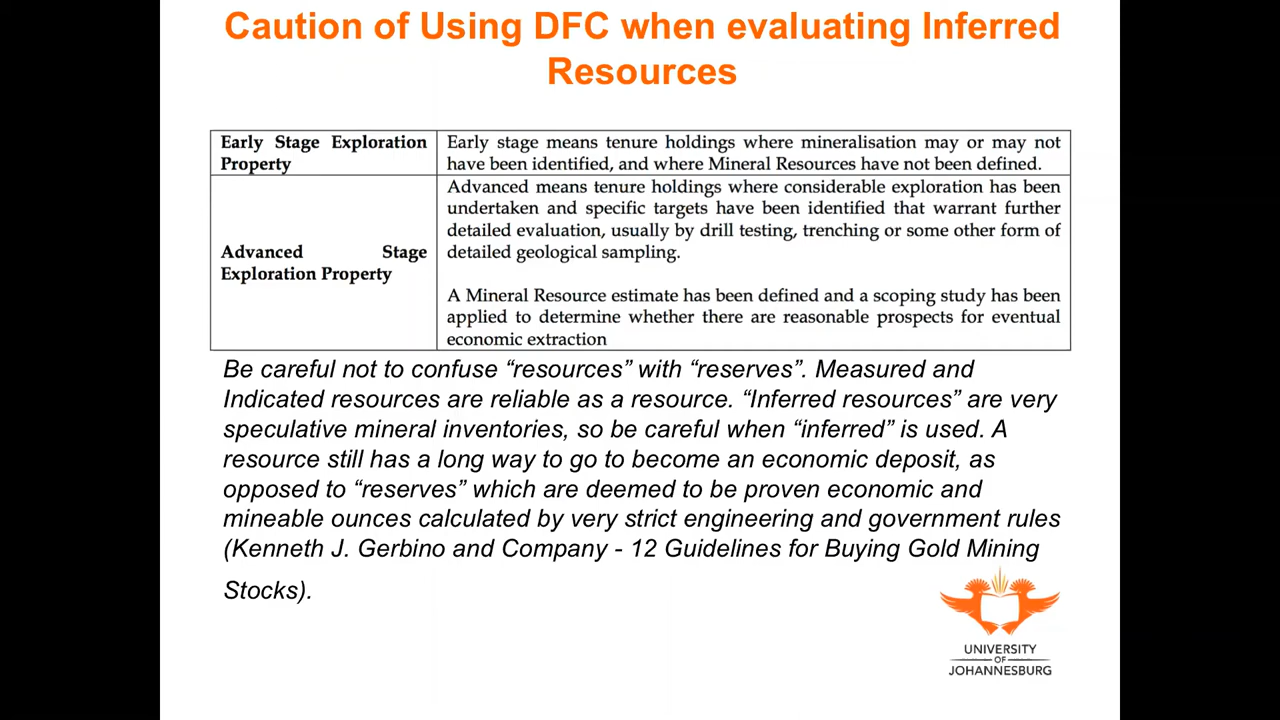 Caution of Using DFC when evaluating Inferred
Resources
Early Stage Exploration
Property
Early stage means tenure holdings where mineralisation may or may not
have been identified, and where Mineral Resources have not been defined.
Advanced Stage
Exploration Property
Advanced means tenure holdings where considerable exploration has been
undertaken and specific targets have been identified that warrant further
detailed evaluation, usually by drill testing, trenching or some other form of
detailed geological sampling.
A Mineral Resource estimate has been defined and a scoping study has been
applied to determine whether there are reasonable prospects for eventual
economic extraction
Be careful not to confuse “resources” with “reserves”. Measured and
Indicated resources are reliable as a resource. “Inferred resources” are very
speculative mineral inventories, so be careful when “inferred” is used. A
resource still has a long way to go to become an economic deposit, as
opposed to “reserves” which are deemed to be proven economic and
mineable ounces calculated by very strict engineering and government rules
(Kenneth J. Gerbino and Company - 12 Guidelines for Buying Gold Mining
Stocks).
UNIVERSITY
OF
JOHANNESBURG